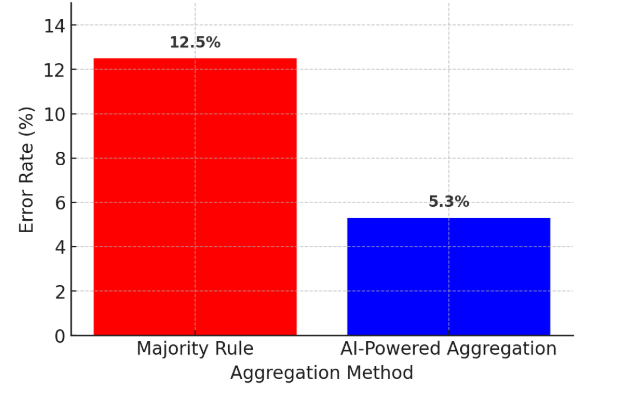 14
12.5%
12
10
Error Rate (%)
8
6
5.3%
4
2
0
Majority Rule
AI-Powered Aggregation
Aggregation Method